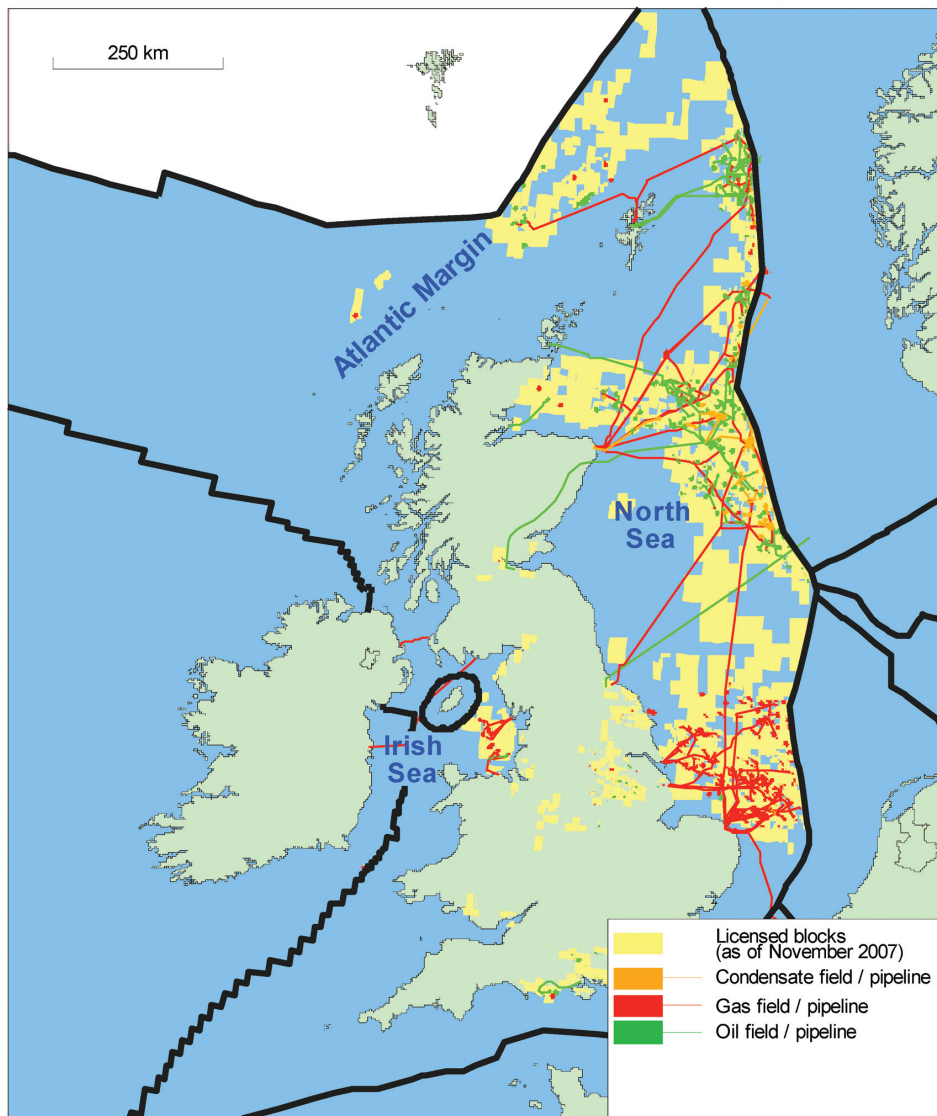 250 km
Atlantic Margin
North
Sea
Irish
Sea
Licensed blocks
(as of November 2007)
Condensate field / pipeline
Gas field / pipeline
Oil field / pipeline